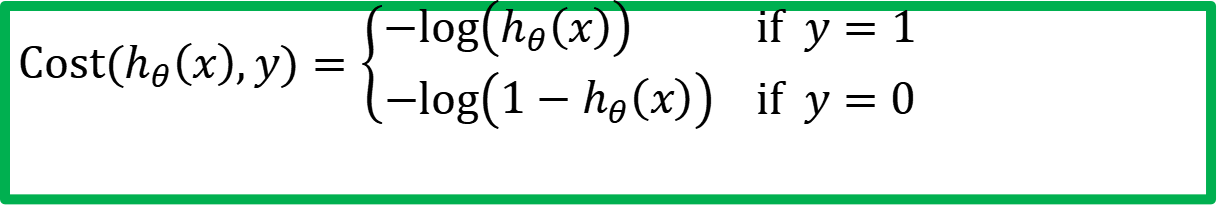 Cost(hθ(x), y) = { −log(hθ(x)) if y = 1
−log(1 − hθ(x)) if y = 0